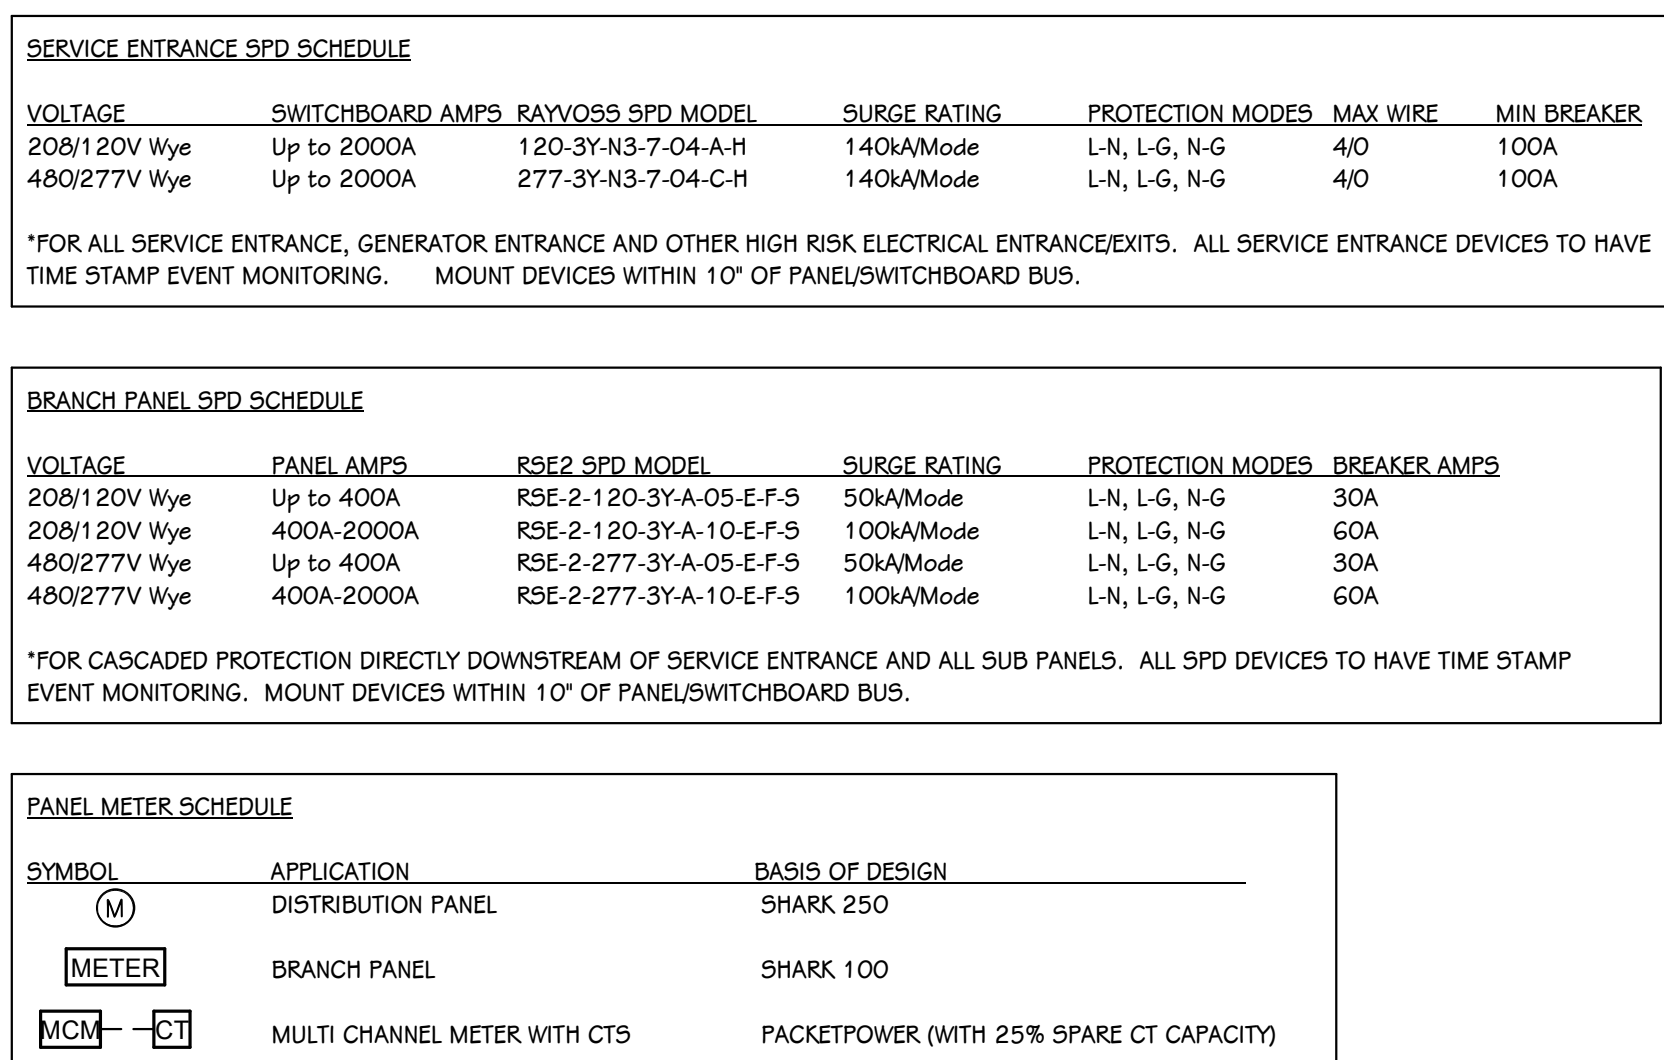 SERVICE ENTRANCE SPD SCHEDULE
VOLTAGE SWITCHBOARD AMPS RAYVOSS SPD MODEL SURGE RATING PROTECTION MODES MAX WIRE MIN BREAKER
208/120V Wye Up to 2000A 120-3Y-N3-7-04-A-H 140kA/Mode L-N, L-G, N-G 4/0 100A
480/277V Wye Up to 2000A 277-3Y-N3-7-04-C-H 140kA/Mode L-N, L-G, N-G 4/0 100A
*FOR ALL SERVICE ENTRANCE, GENERATOR ENTRANCE AND OTHER HIGH RISK ELECTRICAL ENTRANCE/EXITS. ALL SERVICE ENTRANCE DEVICES TO HAVE
TIME STAMP EVENT MONITORING. MOUNT DEVICES WITHIN 10" OF PANEL/SWITCHBOARD BUS.
BRANCH PANEL SPD SCHEDULE
VOLTAGE PANEL AMPS RSE2 SPD MODEL SURGE RATING PROTECTION MODES BREAKER AMPS
208/120V Wye Up to 400A RSE-2-120-3Y-A-05-E-F-S 50kA/Mode L-N, L-G, N-G 30A
208/120V Wye 400A-2000A RSE-2-120-3Y-A-10-E-F-S 100kA/Mode L-N, L-G, N-G 60A
480/277V Wye Up to 400A RSE-2-277-3Y-A-05-E-F-S 50kA/Mode L-N, L-G, N-G 30A
480/277V Wye 400A-2000A RSE-2-277-3Y-A-10-E-F-S 100kA/Mode L-N, L-G, N-G 60A
*FOR CASCADED PROTECTION DIRECTLY DOWNSTREAM OF SERVICE ENTRANCE AND ALL SUB PANELS. ALL SPD DEVICES TO HAVE TIME STAMP
EVENT MONITORING. MOUNT DEVICES WITHIN 10" OF PANEL/SWITCHBOARD BUS.
PANEL METER SCHEDULE
SYMBOL APPLICATION BASIS OF DESIGN
M DISTRIBUTION PANEL SHARK 250
METER BRANCH PANEL SHARK 100
MCM CT MULTI CHANNEL METER WITH CTS PACKETPOWER (WITH 25% SPARE CT CAPACITY)